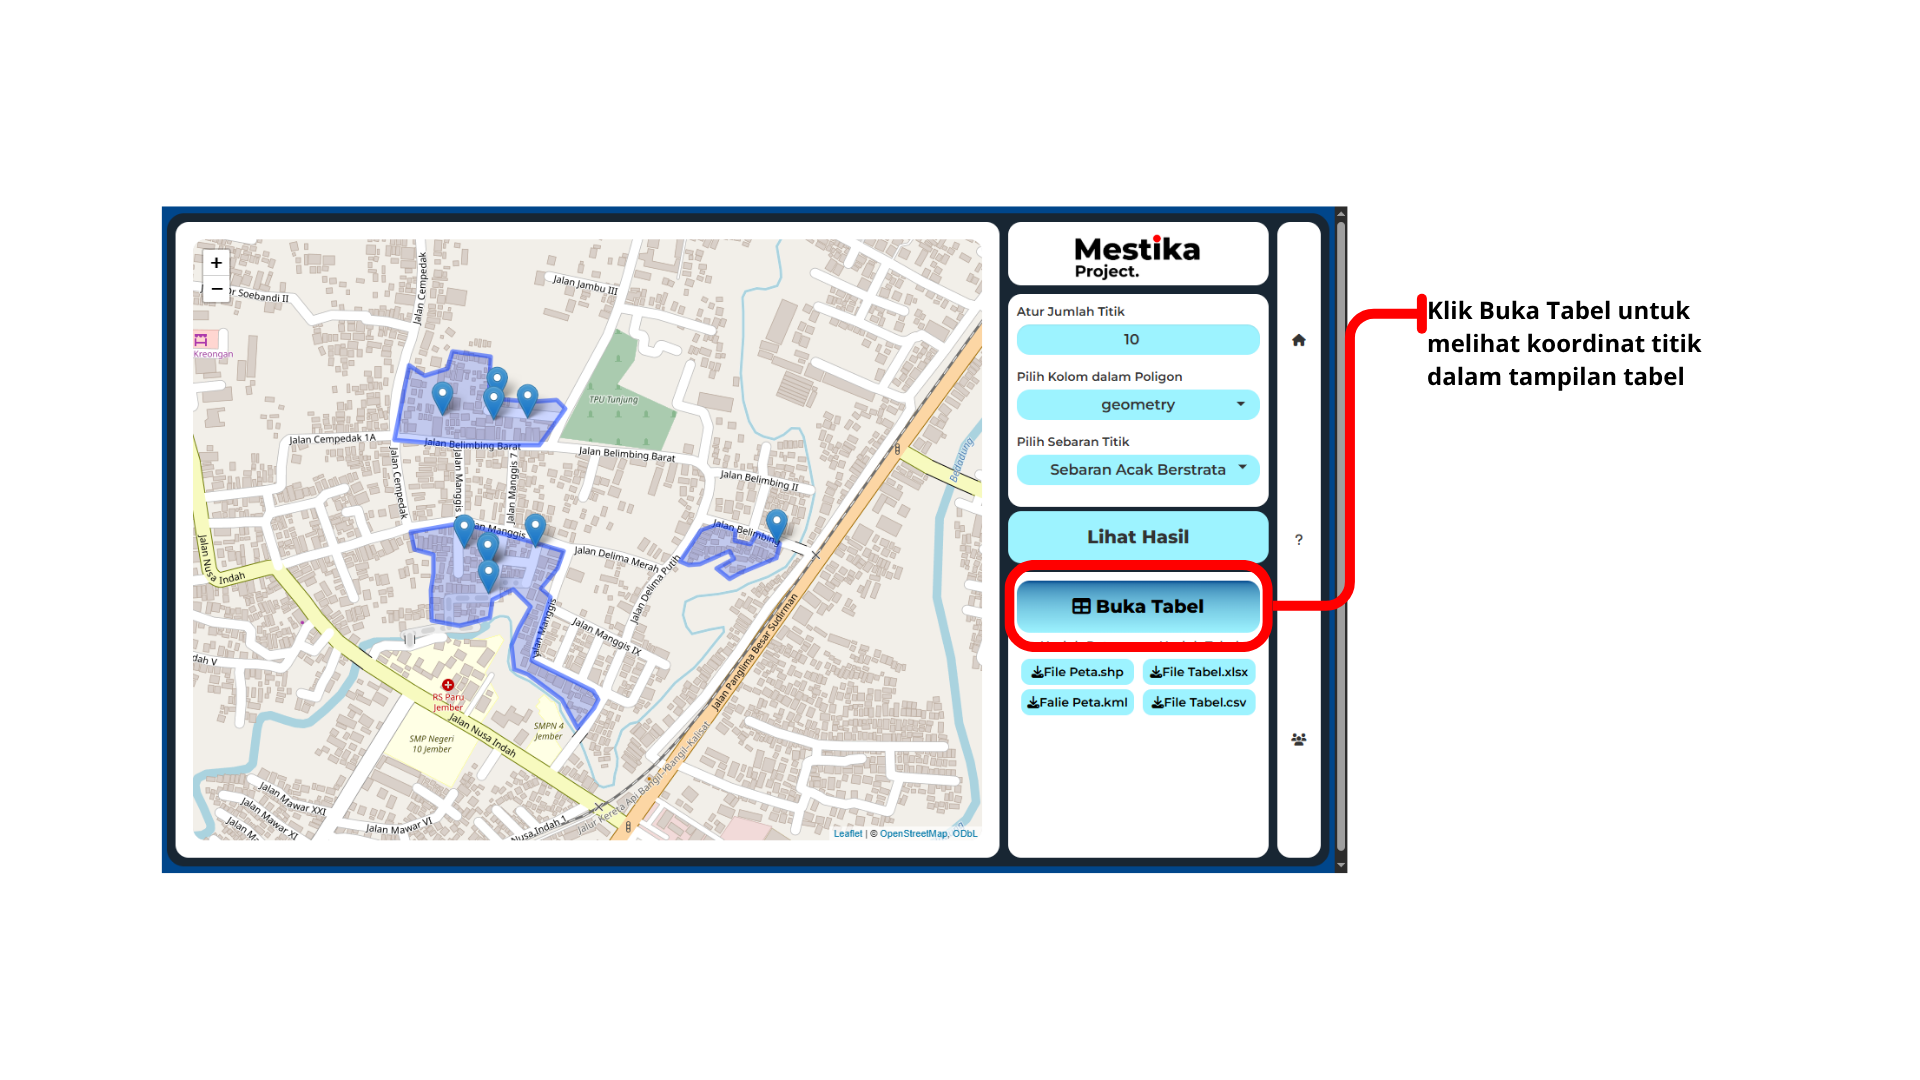 +
−
Dr Soebandi II
Jalan Cempedak
Jalan Jambu III
Kreongan
TPU Tunjung
Jalan Cempedak 1A
Jalan Belimbing Barat
Jalan Belimbing Barat
Jalan Cempedak
Jalan Manggis
Jalan Manggis 7
Jalan Belimbing II
Bedadung
Jalan Manggis
Jalan Belimbing
Jalan Nusa Indah
Jalan Delima Merah
Jalan Delima Putih
Jalan Manggis
Jalan Manggis IX
Jalan Panglima Besar Sudirman
dah V
RS Paru
Jember
Jalan Nusa Indah
SMPN 4
Jember
SMP Negeri
10 Jember
Jalur Kereta Api Bangil-Kalisat
Jalan Mawar XXI
Jalan Mawar XI
Jalan Mawar VI
Nusa Indah 1
Leaflet | © OpenStreetMap, ODbL
Mestika
Project.
Atur Jumlah Titik
10
Pilih Kolom dalam Poligon
geometry
Pilih Sebaran Titik
Sebaran Acak Berstrata
Lihat Hasil
Buka Tabel
File Peta.shp
File Tabel.xlsx
Falie Peta.kml
File Tabel.csv
?
Klik Buka Tabel untuk
melihat koordinat titik
dalam tampilan tabel